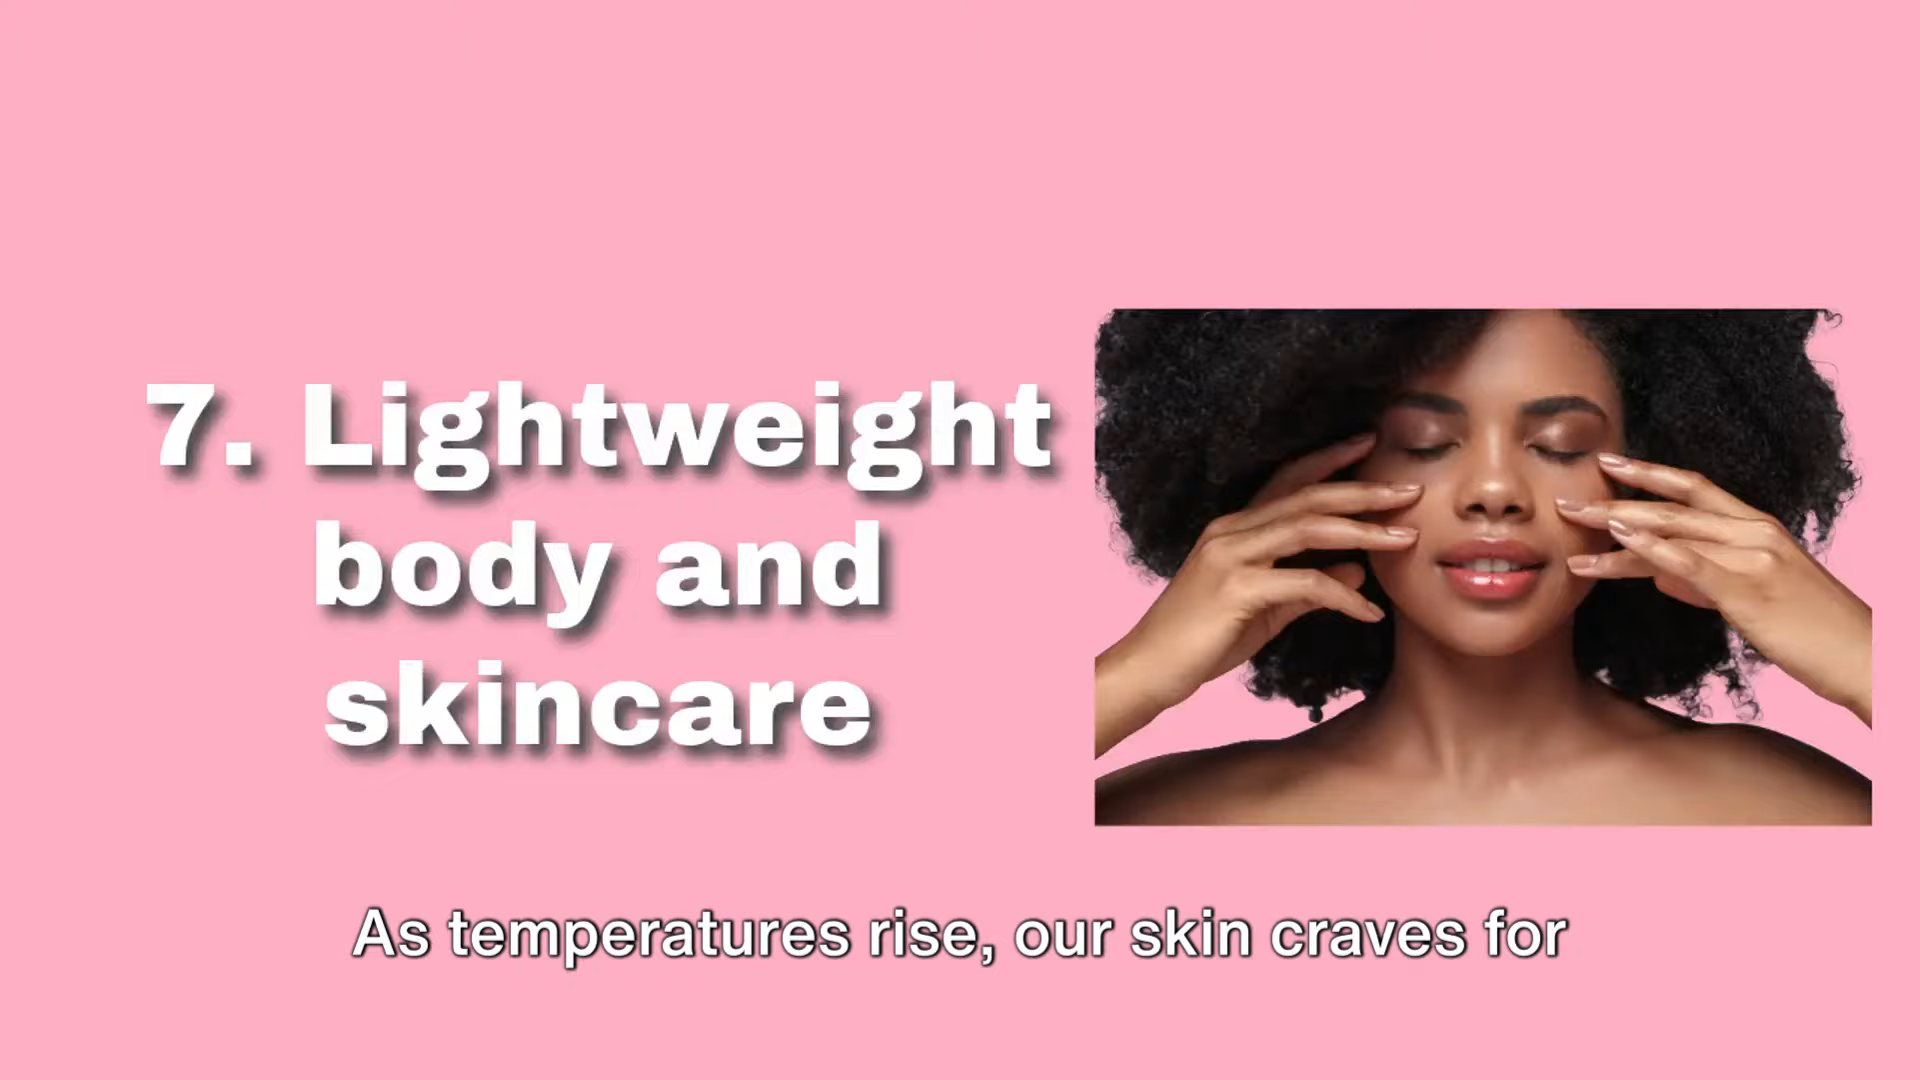 7. Lightweight
body and
skincare
As temperatures rise, our skin craves for